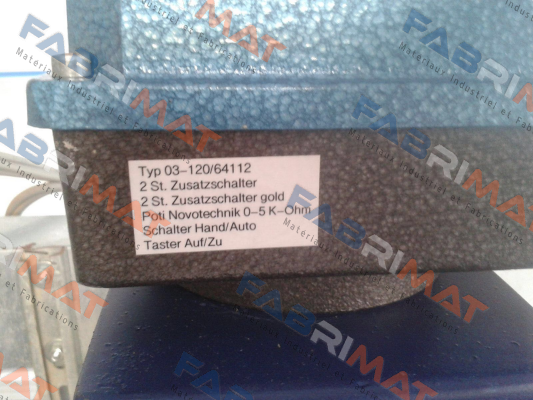 Typ 03-120/64112
2 St. Zusatzschalter
2 St. Zusatzschalter gold
Poti Novotechnik 0-5 K-Ohm
Schalter Hand/Auto
Taster Auf/Zu
FABRIMAT
Materiaux Industriel et Fabrications